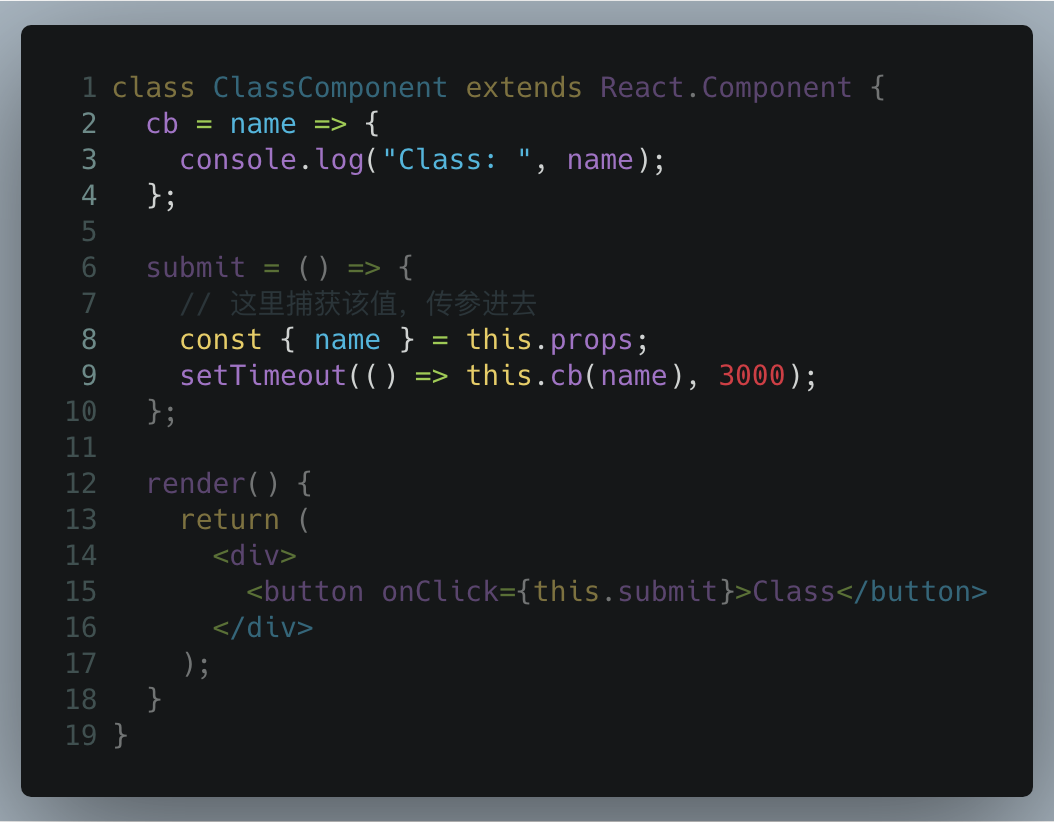 1 class ClassComponent extends React.Component {
2   cb = name => {
3     console.log("Class: ", name);
4   };
5
6   submit = () => {
7     // 这里捕获该值，传参进去
8     const { name } = this.props;
9     setTimeout(() => this.cb(name), 3000);
10   };
11
12   render() {
13     return (
14       <div>
15         <button onClick={this.submit}>Class</button>
16       </div>
17     );
18   }
19 }